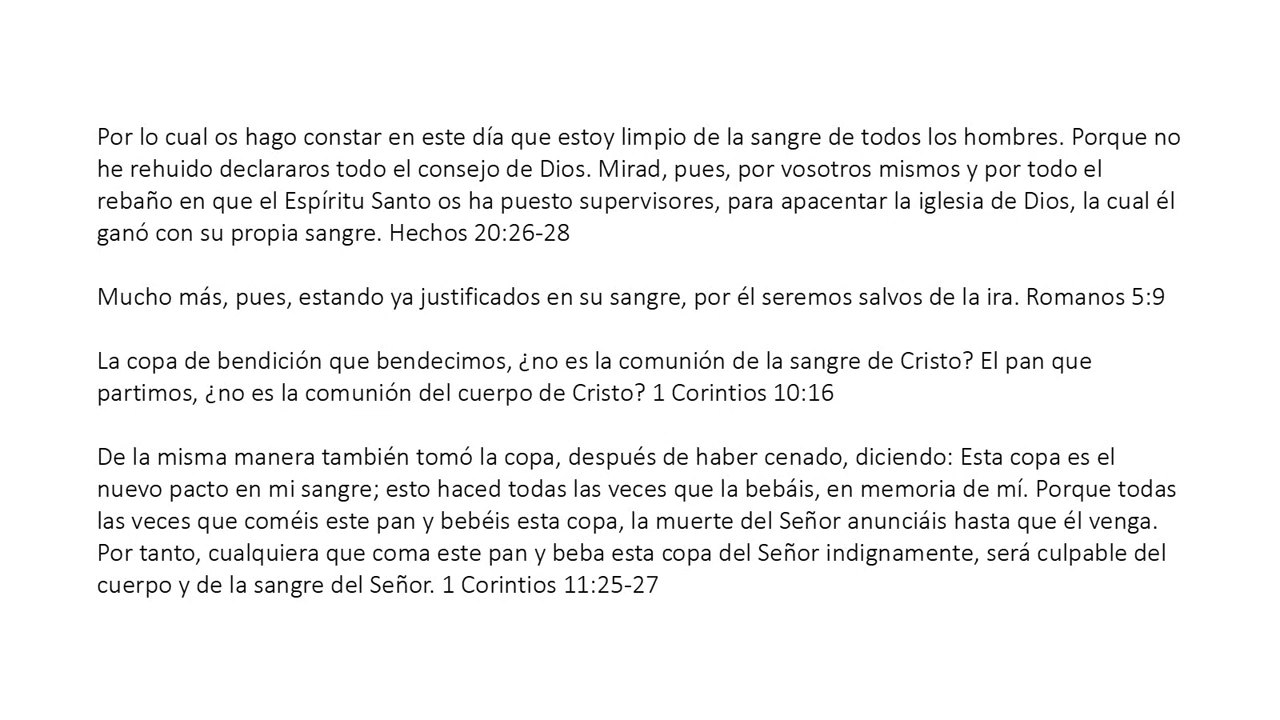 Por lo cual os hago constar en este día que estoy limpio de la sangre de todos los hombres. Porque no
he rehuido declararos todo el consejo de Dios. Mirad, pues, por vosotros mismos y por todo el
rebaño en que el Espíritu Santo os ha puesto supervisores, para apacentar la iglesia de Dios, la cual él
ganó con su propia sangre. Hechos 20:26-28
Mucho más, pues, estando ya justificados en su sangre, por él seremos salvos de la ira. Romanos 5:9
La copa de bendición que bendecimos, ¿no es la comunión de la sangre de Cristo? El pan que
partimos, ¿no es la comunión del cuerpo de Cristo? 1 Corintios 10:16
De la misma manera también tomó la copa, después de haber cenado, diciendo: Esta copa es el
nuevo pacto en mi sangre; esto haced todas las veces que la bebáis, en memoria de mí. Porque todas
las veces que coméis este pan y bebéis esta copa, la muerte del Señor anunciáis hasta que él venga.
Por tanto, cualquiera que coma este pan y beba esta copa del Señor indignamente, será culpable del
cuerpo y de la sangre del Señor. 1 Corintios 11:25-27